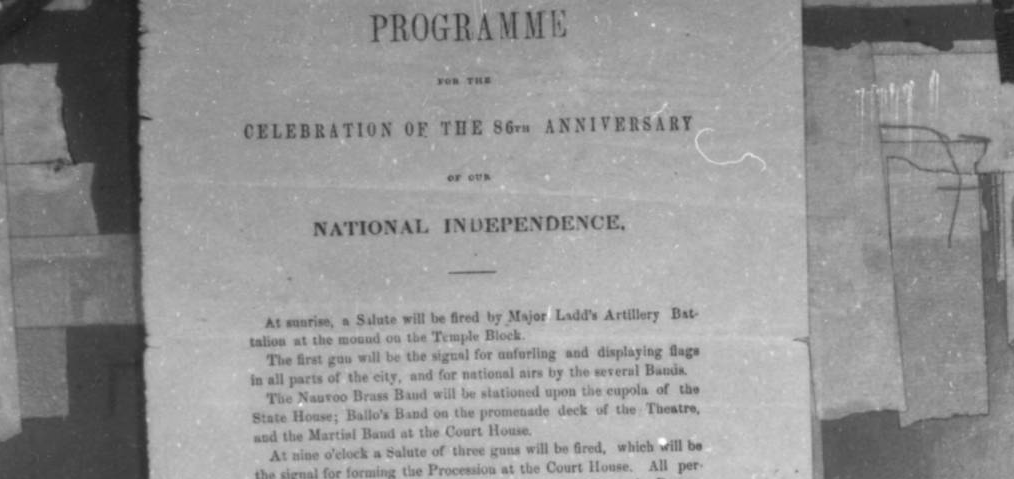 PROGRAMME
FOR THE
CELEBRATION OF THE 86TH ANNIVERSARY
OF OUR
NATIONAL INDEPENDENCE.
At sunrise, a Salute will be fired by Major Ladd's Artillery Bat-
talion at the mound on the Temple Block.
The first gun will be the signal for unfurling and displaying flags
in all parts of the city, and for national airs by the several Bands.
The Nauvoo Brass Band will be stationed upon the cupola of the
State House; Ballo's Band on the promenade deck of the Theatre,
and the Martial Band at the Court House.
At nine o'clock a Salute of three guns will be fired, which will be
the signal for forming the Procession at the Court House. All per-